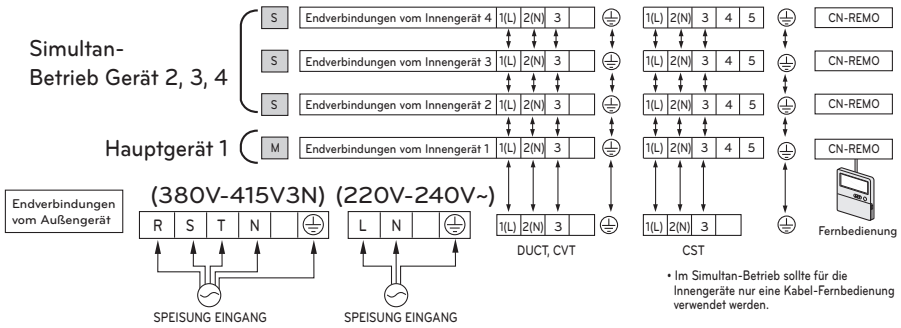 S Endverbindungen vom Innengerät 4 1(L) 2(N) 3 1(L) 2(N) 3 4 5 CN-REMO
Simultan-
Betrieb Gerät 2, 3, 4
S Endverbindungen vom Innengerät 3 1(L) 2(N) 3 1(L) 2(N) 3 4 5 CN-REMO
S Endverbindungen vom Innengerät 2 1(L) 2(N) 3 1(L) 2(N) 3 4 5 CN-REMO
Hauptgerät 1 M Endverbindungen vom Innengerät 1 1(L) 2(N) 3 1(L) 2(N) 3 4 5 CN-REMO
Endverbindungen
vom Außengerät
(380V-415V3N) (220V-240V~)
R S T N L N 1(L) 2(N) 3 1(L) 2(N) 3
Fernbedienung
DUCT, CVT CST
• Im Simultan-Betrieb sollte für die
Innengeräte nur eine Kabel-Fernbedienung
verwendet werden.
SPEISUNG EINGANG SPEISUNG EINGANG